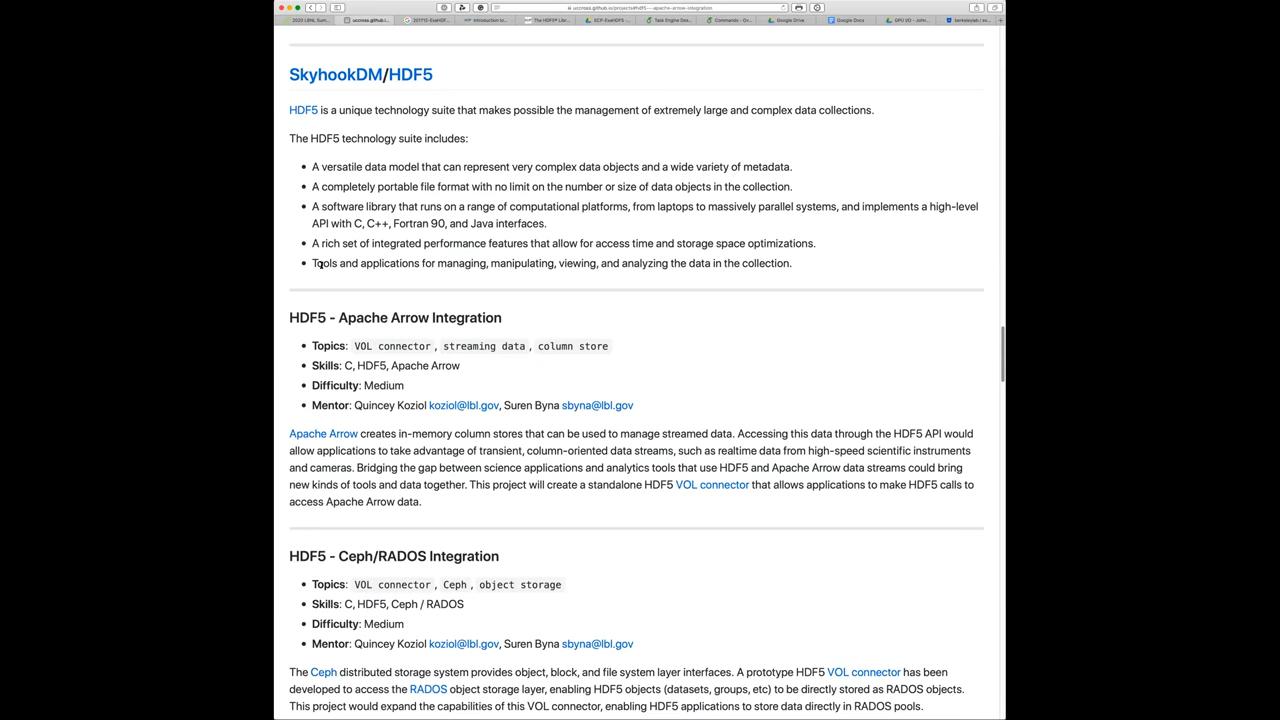 uccross.github.io/projects#hdf5---apache-arrow-integration
SkyhookDM/HDF5
HDF5 is a unique technology suite that makes possible the management of extremely large and complex data collections.
The HDF5 technology suite includes:
• A versatile data model that can represent very complex data objects and a wide variety of metadata.
• A completely portable file format with no limit on the number or size of data objects in the collection.
• A software library that runs on a range of computational platforms, from laptops to massively parallel systems, and implements a high-level
API with C, C++, Fortran 90, and Java interfaces.
• A rich set of integrated performance features that allow for access time and storage space optimizations.
• Tools and applications for managing, manipulating, viewing, and analyzing the data in the collection.
HDF5 - Apache Arrow Integration
• Topics: VOL connector, streaming data, column store
• Skills: C, HDF5, Apache Arrow
• Difficulty: Medium
• Mentor: Quincey Koziol koziol@lbl.gov, Suren Byna sbyna@lbl.gov
Apache Arrow creates in-memory column stores that can be used to manage streamed data. Accessing this data through the HDF5 API would
allow applications to take advantage of transient, column-oriented data streams, such as realtime data from high-speed scientific instruments
and cameras. Bridging the gap between science applications and analytics tools that use HDF5 and Apache Arrow data streams could bring
new kinds of tools and data together. This project will create a standalone HDF5 VOL connector that allows applications to make HDF5 calls to
access Apache Arrow data.
HDF5 - Ceph/RADOS Integration
• Topics: VOL connector, Ceph, object storage
• Skills: C, HDF5, Ceph / RADOS
• Difficulty: Medium
• Mentor: Quincey Koziol koziol@lbl.gov, Suren Byna sbyna@lbl.gov
The Ceph distributed storage system provides object, block, and file system layer interfaces. A prototype HDF5 VOL connector has been
developed to access the RADOS object storage layer, enabling HDF5 objects (datasets, groups, etc) to be directly stored as RADOS objects.
This project would expand the capabilities of this VOL connector, enabling HDF5 applications to store data directly in RADOS pools.